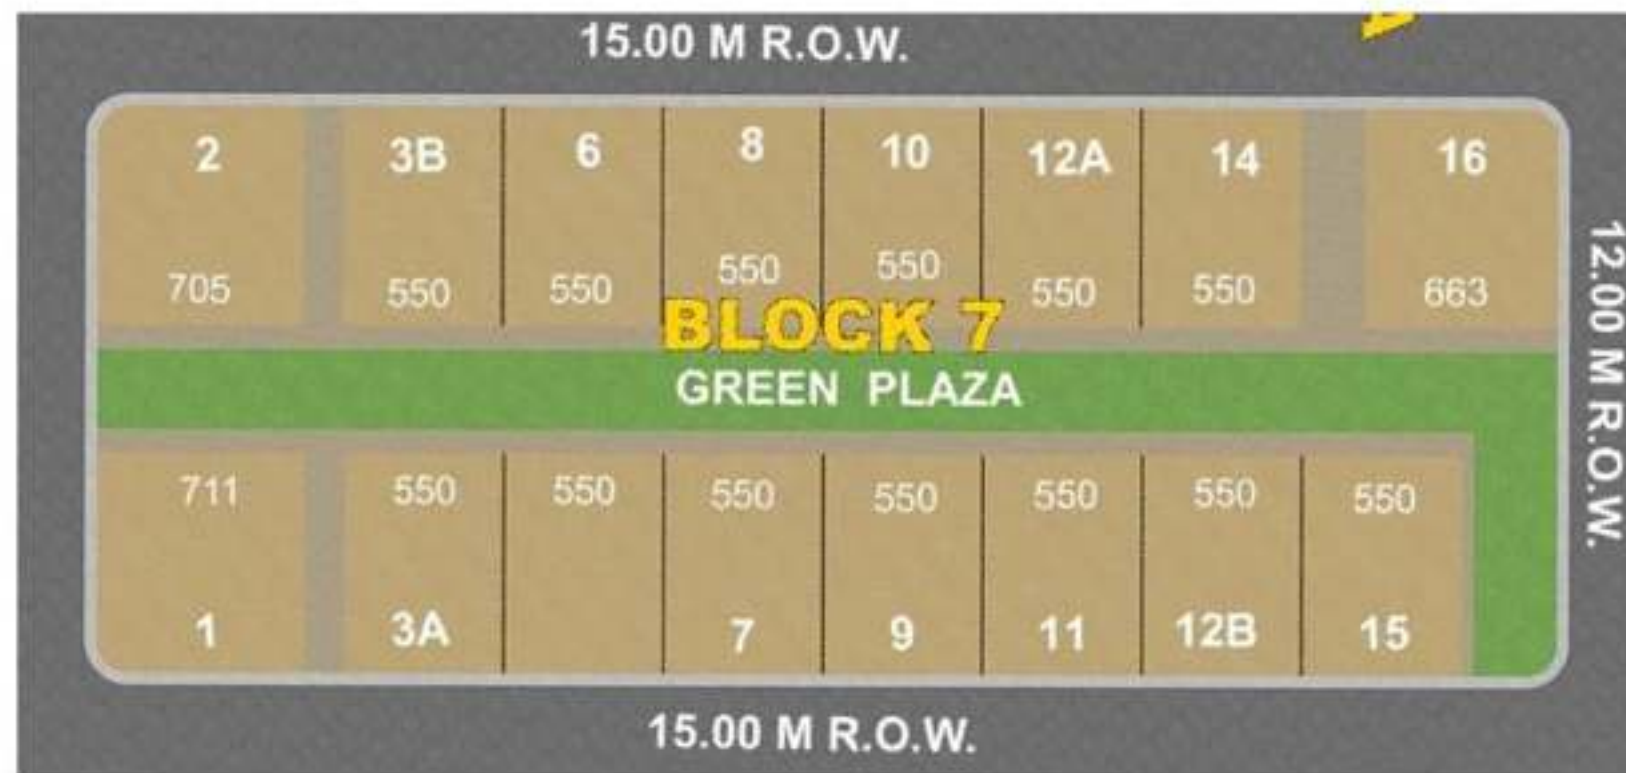 15.00 M R.O.W.
2 3B 6 8 10 12A 14 16
705 550 550 550 550 550 550 663
BLOCK 7
GREEN PLAZA
711 550 550 550 550 550 550 550
1 3A 7 9 11 12B 15
15.00 M R.O.W.
12.00 M R.O.W.